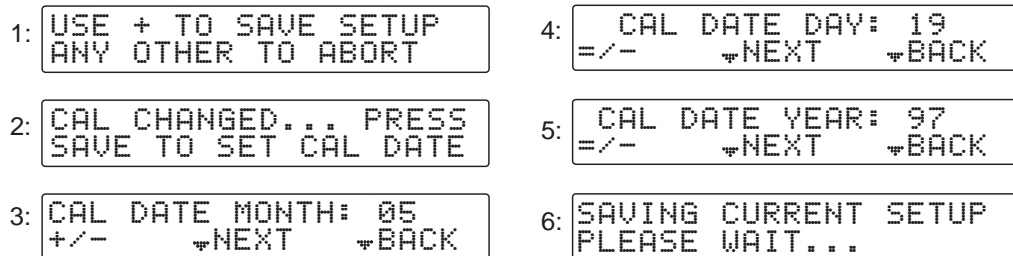 1: USE + TO SAVE SETUP
ANY OTHER TO ABORT
2: CAL CHANGED... PRESS
SAVE TO SET CAL DATE
3: CAL DATE MONTH: 05
+/- NEXT BACK
4: CAL DATE DAY: 19
=/- NEXT BACK
5: CAL DATE YEAR: 97
=/- NEXT BACK
6: SAVING CURRENT SETUP
PLEASE WAIT...